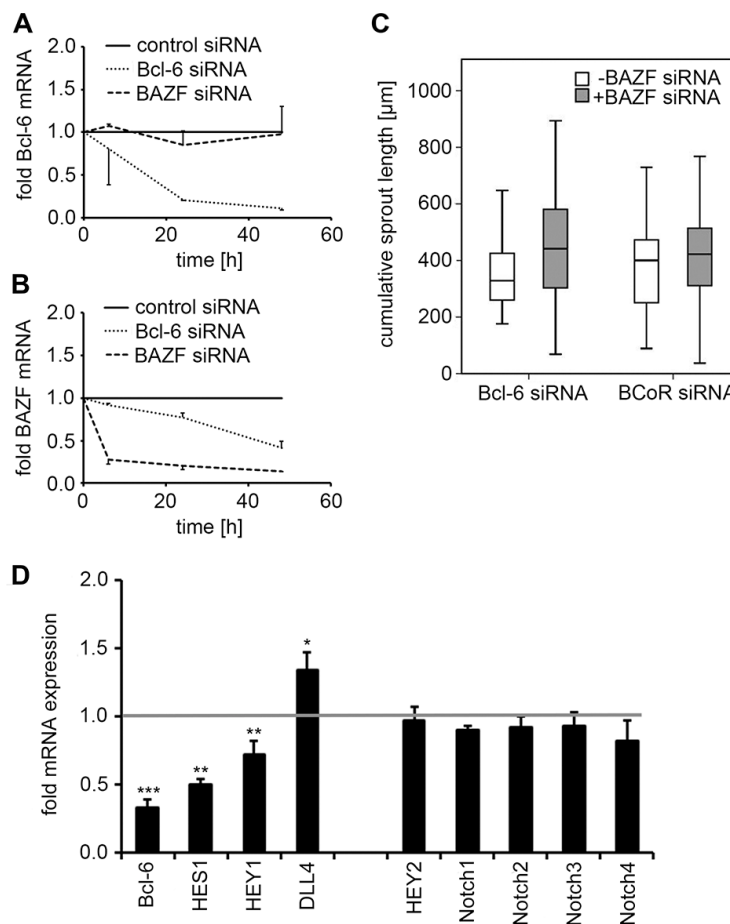 A
fold Bcl-6 mRNA
2.0
1.5
1.0
0.5
0.0
control siRNA
Bcl-6 siRNA
BAZF siRNA
0
20
40
60
time [h]
B
fold BAZF mRNA
2.0
1.5
1.0
0.5
0.0
control siRNA
Bcl-6 siRNA
BAZF siRNA
0
20
40
60
time [h]
C
cumulative sprout length [µm]
1000
800
600
400
200
0
-BAZF siRNA
+BAZF siRNA
Bcl-6 siRNA
BCoR siRNA
D
fold mRNA expression
2.0
1.5
1.0
0.5
0.0
***
**
**
*
Bcl-6
HES1
HEY1
DLL4
HEY2
Notch1
Notch2
Notch3
Notch4